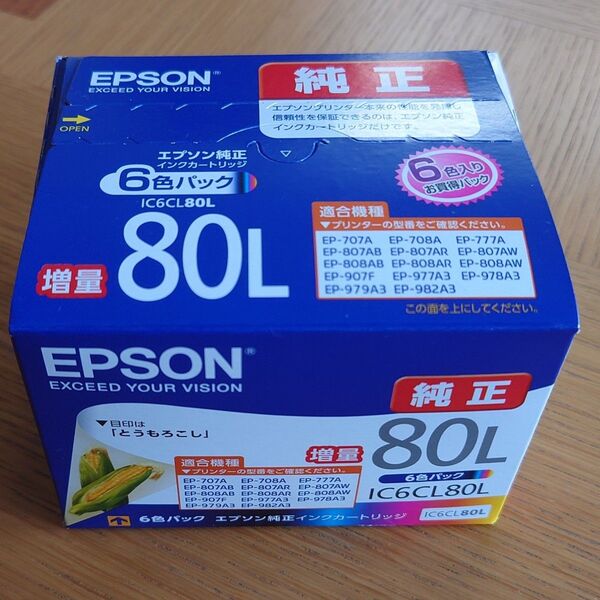 EPSON®
EXCEED YOUR VISION
純正
エプソンプリンター本来の性能を発揮し
信頼性を保証できるのは、エプソン純正
インクカートリッジだけです。
OPEN
エプソン純正
インクカートリッジ
6色パック
IC6CL80L
増量
80L
6色入り
お買得パック
適合機種
▼プリンターの型番をご確認ください。
EP-707A EP-708A EP-777A
EP-807AB EP-807AR EP-807AW
EP-808AB EP-808AR EP-808AW
EP-907F EP-977A3 EP-978A3
EP-979A3 EP-982A3
この面を上にしてください。
EPSON®
EXCEED YOUR VISION
純正
▼目印は
「とうもろこし」
増量
80L
6色パック
IC6CL80L
適合機種
▼プリンターの型番をご確認ください。
EP-707A EP-708A EP-777A
EP-807AB EP-807AR EP-807AW
EP-808AB EP-808AR EP-808AW
EP-907F EP-977A3 EP-978A3
EP-979A3 EP-982A3
6色パック エプソン純正インクカートリッジ
IC6CL80L